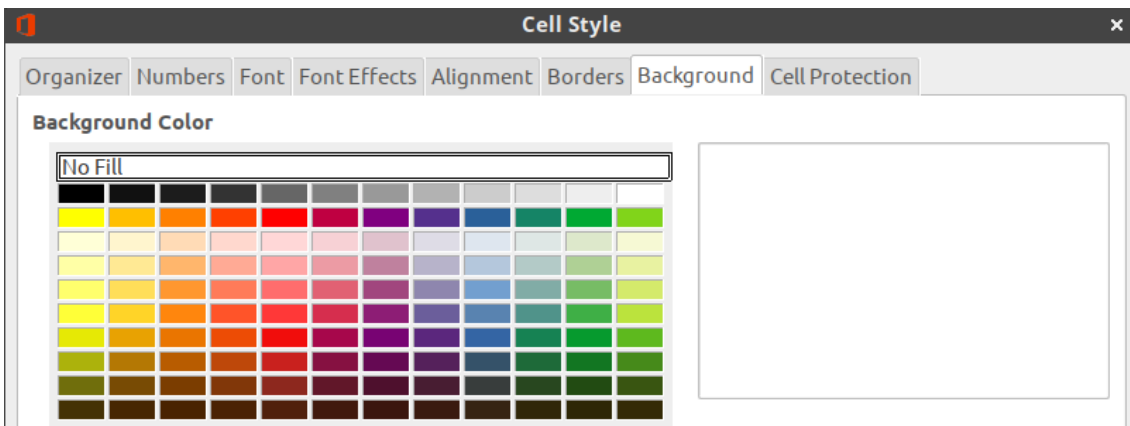 Cell Style
Organizer Numbers Font Font Effects Alignment Borders Background Cell Protection
Background Color
No Fill